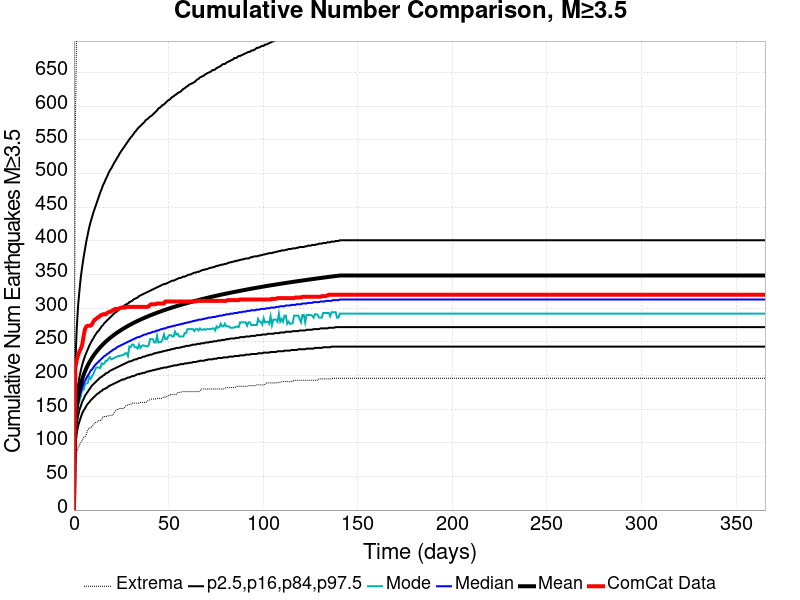 Cumulative Number Comparison, M≥3.5
Cumulative Num Earthquakes M≥3.5
650
600
550
500
450
400
350
300
250
200
150
100
50
0
0 50 100 150 200 250 300 350
Time (days)
Extrema p2.5,p16,p84,p97.5 Mode Median Mean ComCat Data